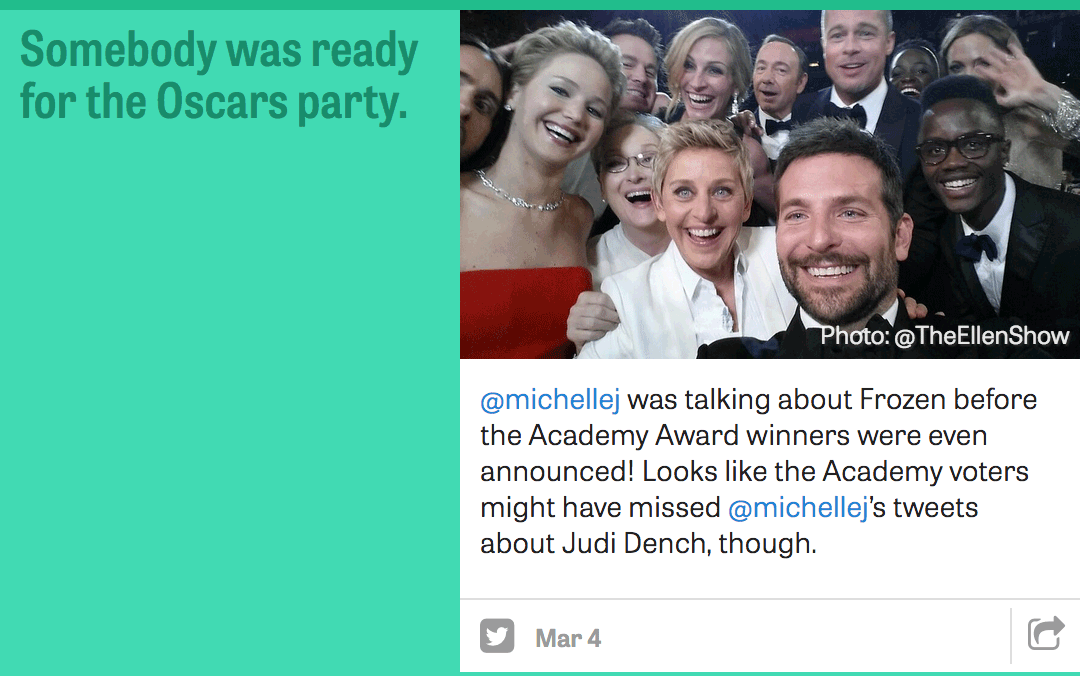 Somebody was ready
for the Oscars party.
Photo: @TheEllenShow
@michellej was talking about Frozen before
the Academy Award winners were even
announced! Looks like the Academy voters
might have missed @michellej’s tweets
about Judi Dench, though.
Mar 4